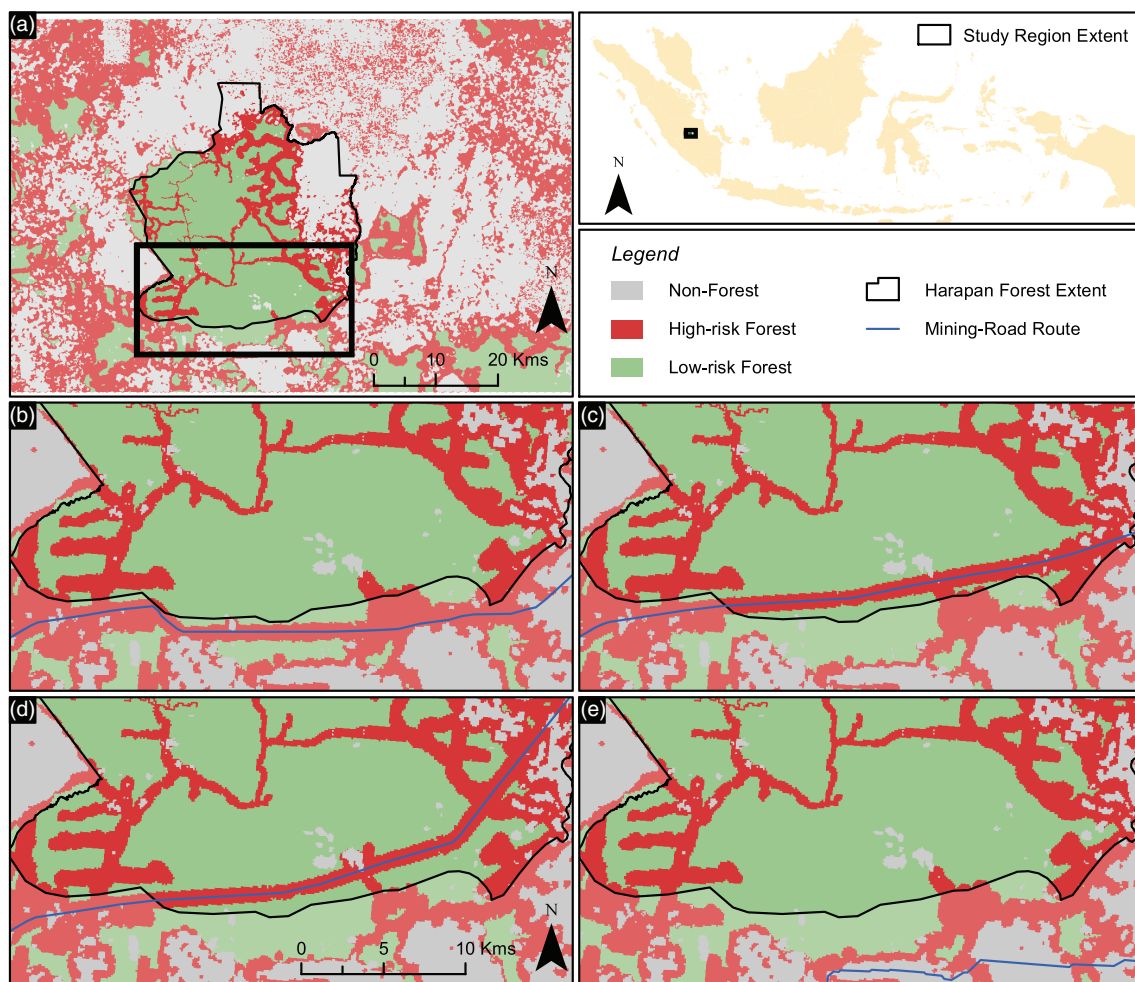 (a)
N
0 10 20 Kms
Study Region Extent
N
Legend
Non-Forest
High-risk Forest
Low-risk Forest
Harapan Forest Extent
Mining-Road Route
(b)
(c)
(d)
N
0 5 10 Kms
(e)